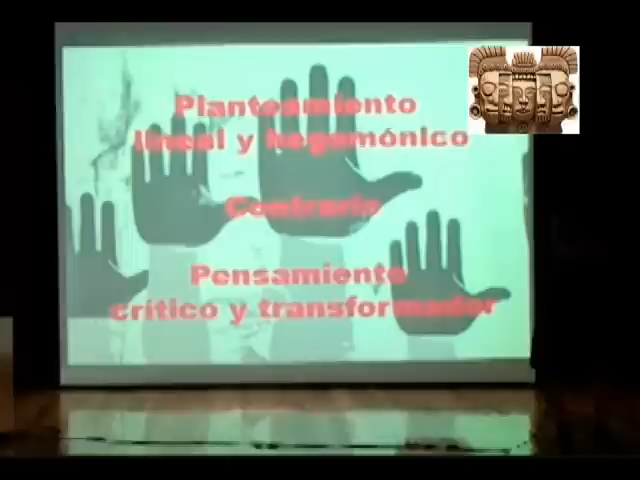 Planteamiento
lineal y hegemónico
Contrario
Pensamiento
crítico y transformador